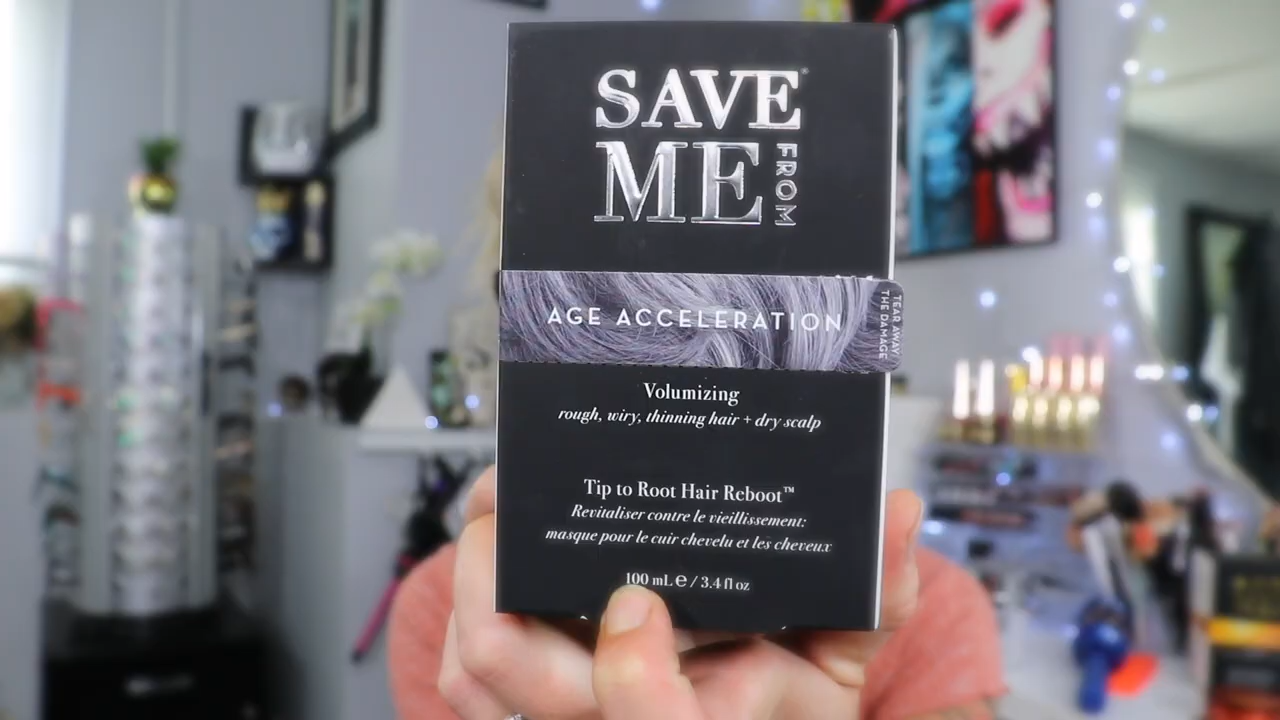 SAVE
ME FROM
AGE ACCELERATION
TEAR AWAY
THE DAMAGE
Volumizing
rough, wiry, thinning hair + dry scalp
Tip to Root Hair Reboot™
Revitaliser contre le vieillissement:
masque pour le cuir chevelu et les cheveux
100 mL ℮ / 3.4 fl oz